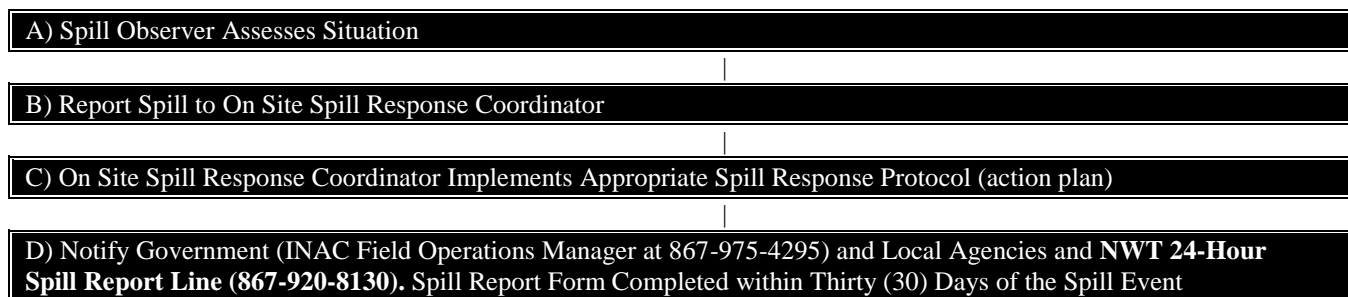 A) Spill Observer Assesses Situation
|
B) Report Spill to On Site Spill Response Coordinator
|
C) On Site Spill Response Coordinator Implements Appropriate Spill Response Protocol (action plan)
|
D) Notify Government (INAC Field Operations Manager at 867-975-4295) and Local Agencies and NWT 24-Hour
Spill Report Line (867-920-8130). Spill Report Form Completed within Thirty (30) Days of the Spill Event